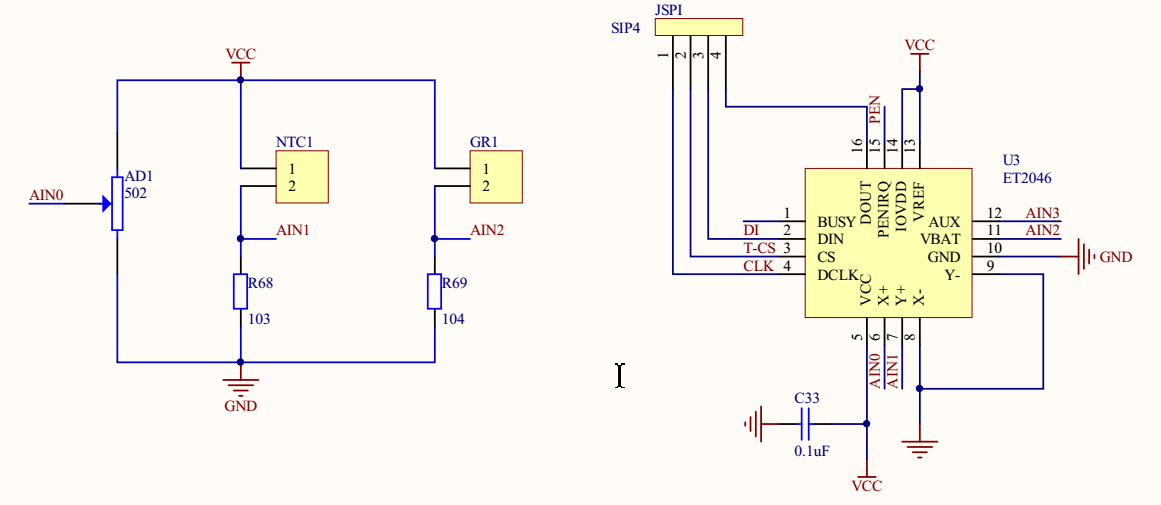 JSPI
SIP4
1
2
3
4
VCC
VCC
PEN
16
15
14
13
NTC1
1
2
GR1
1
2
U3
ET2046
AD1
502
AIN0
AIN1
AIN2
DOUT
PENIRQ
IOVDD
VREF
1
BUSY
DI
2
DIN
T-CS
3
CS
CLK
4
DCLK
AUX
12
AIN3
VBAT
11
AIN2
GND
10
GND
Y-
9
VCC
X+
Y+
X-
5
6
7
8
AIN0
AIN1
R68
103
R69
104
GND
C33
0.1uF
VCC